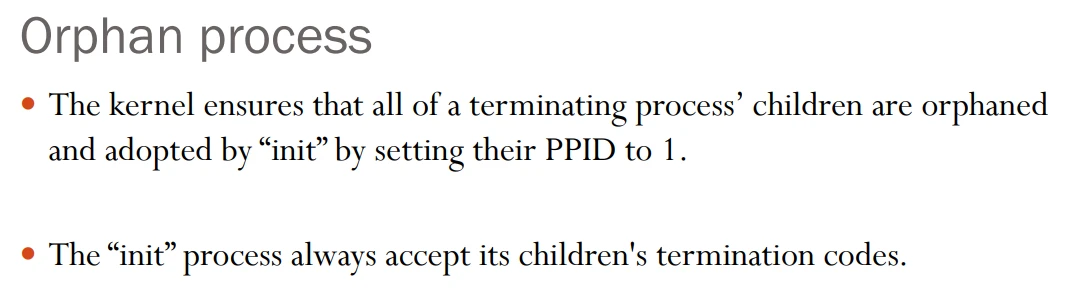 Orphan process
• The kernel ensures that all of a terminating process’ children are orphaned
and adopted by “init” by setting their PPID to 1.
• The “init” process always accept its children's termination codes.